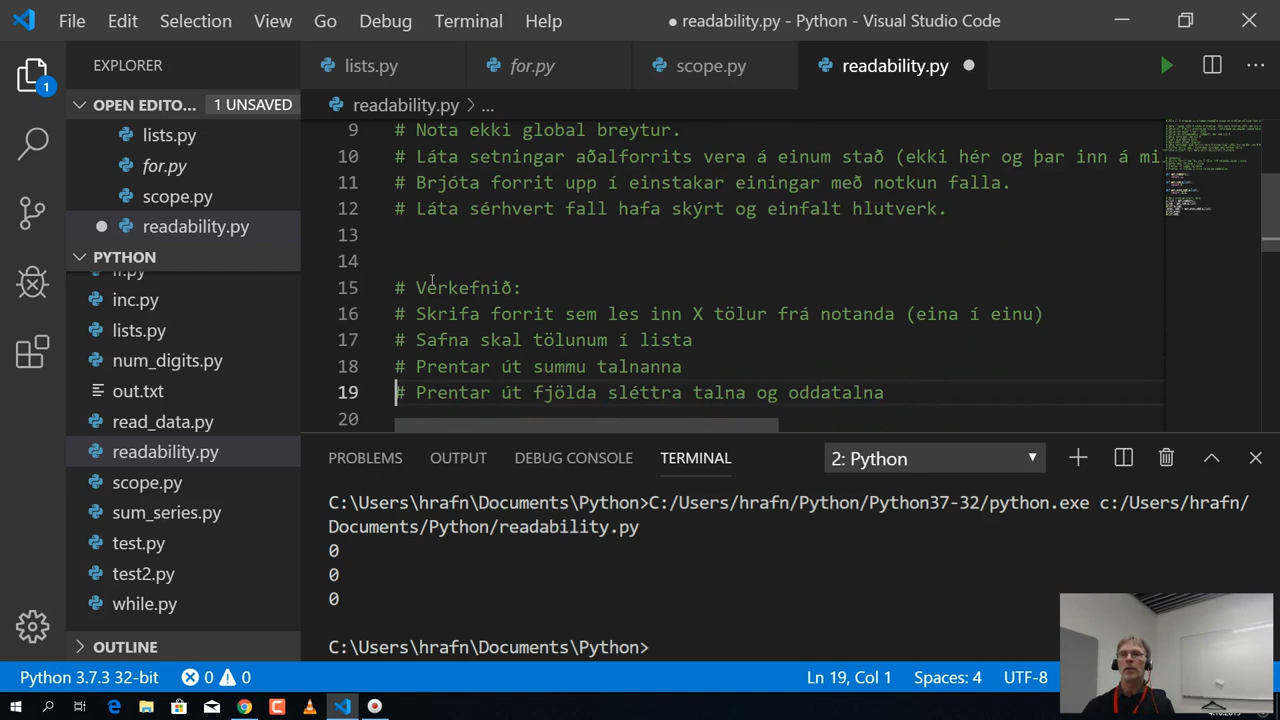 File Edit Selection View Go Debug Terminal Help ● readability.py - Python - Visual Studio Code
EXPLORER
OPEN EDITO... 1 UNSAVED
lists.py
for.py
scope.py
readability.py
PYTHON
inc.py
lists.py
num_digits.py
out.txt
read_data.py
readability.py
scope.py
sum_series.py
test.py
test2.py
while.py
OUTLINE
lists.py for.py scope.py readability.py
readability.py > ...
9 # Nota ekki global breytur.
10 # Láta setningar aðalforrits vera á einum stað (ekki hér og þar inn á mi
11 # Brjóta forrit upp í einstakar einingar með notkun falla.
12 # Láta sérhvert fall hafa skýrt og einfalt hlutverk.
13
14
15 # Verkefnið:
16 # Skrifa forrit sem les inn X tölur frá notanda (eina í einu)
17 # Safna skal tölunum í lista
18 # Prentar út summu talnanna
19 # Prentar út fjölda sléttra talna og oddatalna
20
PROBLEMS OUTPUT DEBUG CONSOLE TERMINAL 2: Python
C:\Users\hrafn\Documents\Python>C:/Users/hrafn/Python/Python37-32/python.exe c:/Users/hrafn/
Documents/Python/readability.py
0
0
0
C:\Users\hrafn\Documents\Python>
Python 3.7.3 32-bit 0 0 Ln 19, Col 1 Spaces: 4 UTF-8